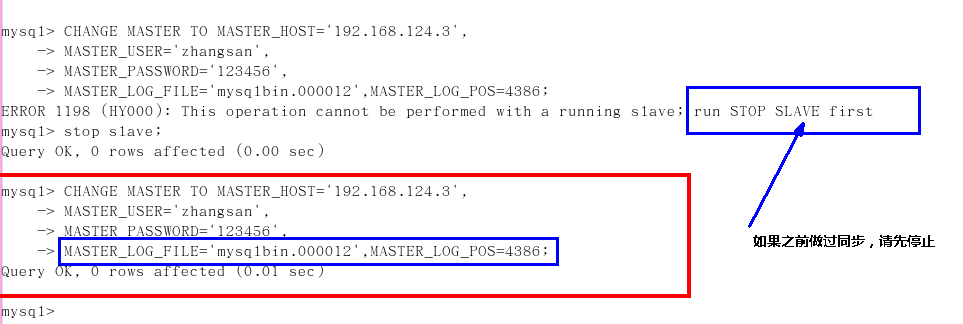 mysql> CHANGE MASTER TO MASTER_HOST='192.168.124.3',
-> MASTER_USER='zhangsan',
-> MASTER_PASSWORD='123456',
-> MASTER_LOG_FILE='mysqlbin.000012',MASTER_LOG_POS=4386;
ERROR 1198 (HY000): This operation cannot be performed with a running slave; run STOP SLAVE first
mysql> stop slave;
Query OK, 0 rows affected (0.00 sec)
mysql> CHANGE MASTER TO MASTER_HOST='192.168.124.3',
-> MASTER_USER='zhangsan',
-> MASTER_PASSWORD='123456',
-> MASTER_LOG_FILE='mysqlbin.000012',MASTER_LOG_POS=4386;
如果之前做过同步，请先停止
Query OK, 0 rows affected (0.01 sec)
mysql>